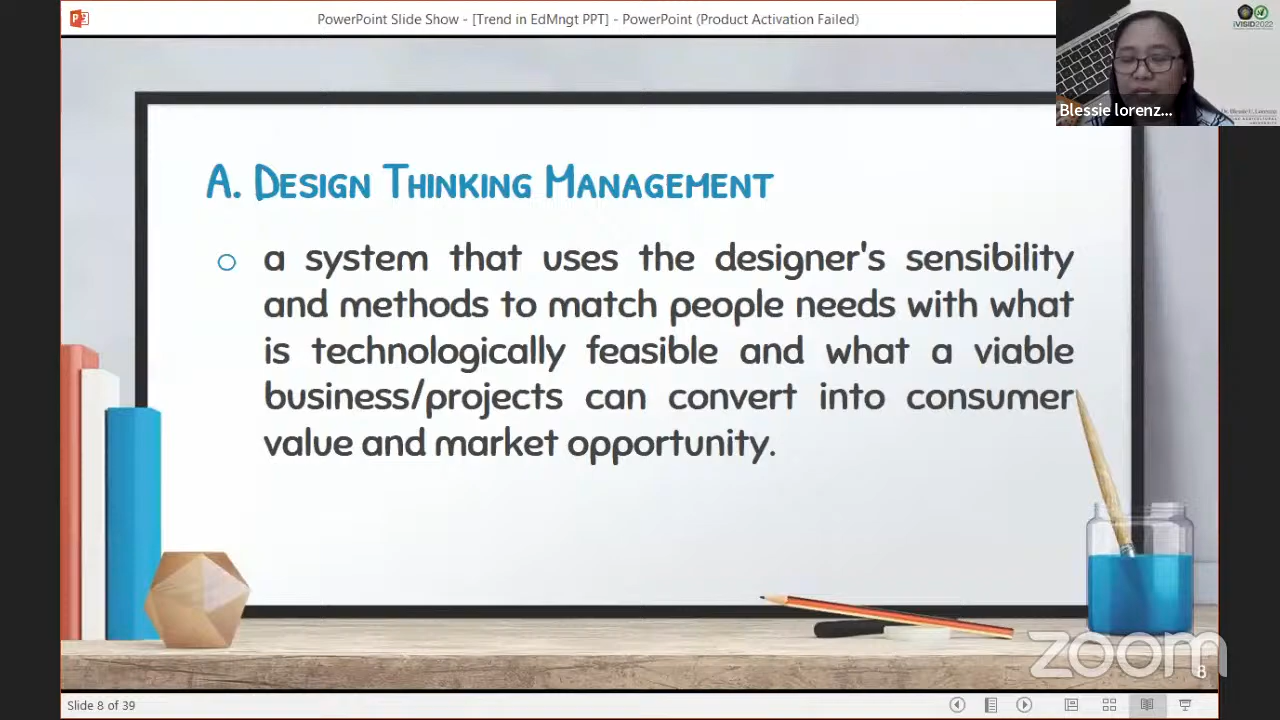 PowerPoint Slide Show - [Trend in EdMngt PPT] - PowerPoint (Product Activation Failed)
iVISID2022
Blessie lorenz...
A. DESIGN THINKING MANAGEMENT
a system that uses the designer's sensibility
and methods to match people needs with what
is technologically feasible and what a viable
business/projects can convert into consumer
value and market opportunity.
zoom
8
Slide 8 of 39